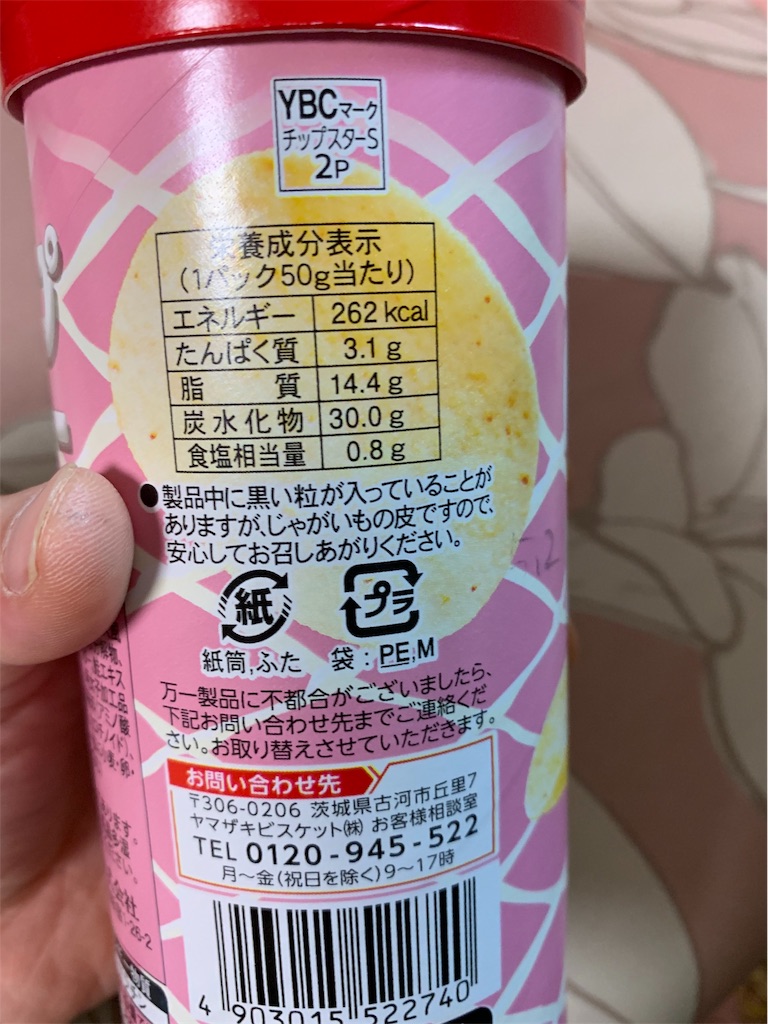 YBCマーク
チップスターS
2P
栄養成分表示
(1パック50g当たり)
エネルギー 262 kcal
たんぱく質 3.1 g
脂質 14.4 g
炭水化物 30.0 g
食塩相当量 0.8 g
●製品中に黒い粒が入っていることが
ありますが、じゃがいもの皮ですので、
安心してお召しあがりください。
紙 プラ
紙筒,ふた 袋:PE,M
万一製品に不都合がございましたら、
下記お問い合わせ先までご連絡くだ
さい。お取り替えさせていただきます。
お問い合わせ先
〒306-0206 茨城県古河市丘里7
ヤマザキビスケット㈱ お客様相談室
TEL 0120-945-522
月～金(祝日を除く)9～17時
4 903015 522740